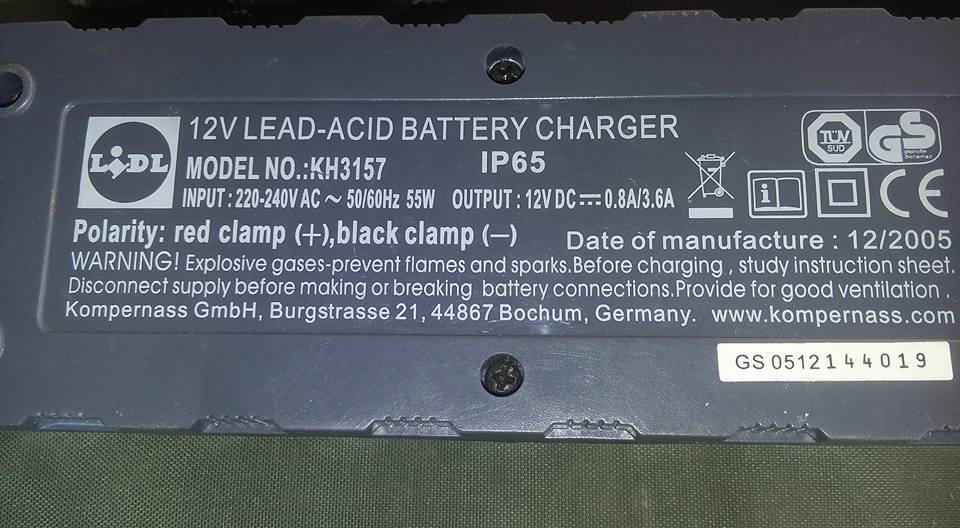 LIDL
12V LEAD-ACID BATTERY CHARGER
MODEL NO.:KH3157 IP65
INPUT : 220-240V AC ~ 50/60Hz 55W OUTPUT : 12V DC ⎓ 0.8A/3.6A
TÜV SUD GS geprüfte Sicherheit
i CE
Polarity: red clamp (+),black clamp (—)
Date of manufacture : 12/2005
WARNING! Explosive gases-prevent flames and sparks.Before charging , study instruction sheet.
Disconnect supply before making or breaking battery connections.Provide for good ventilation .
Kompernass GmbH, Burgstrasse 21, 44867 Bochum, Germany. www.kompernass.com
GS 0512144019